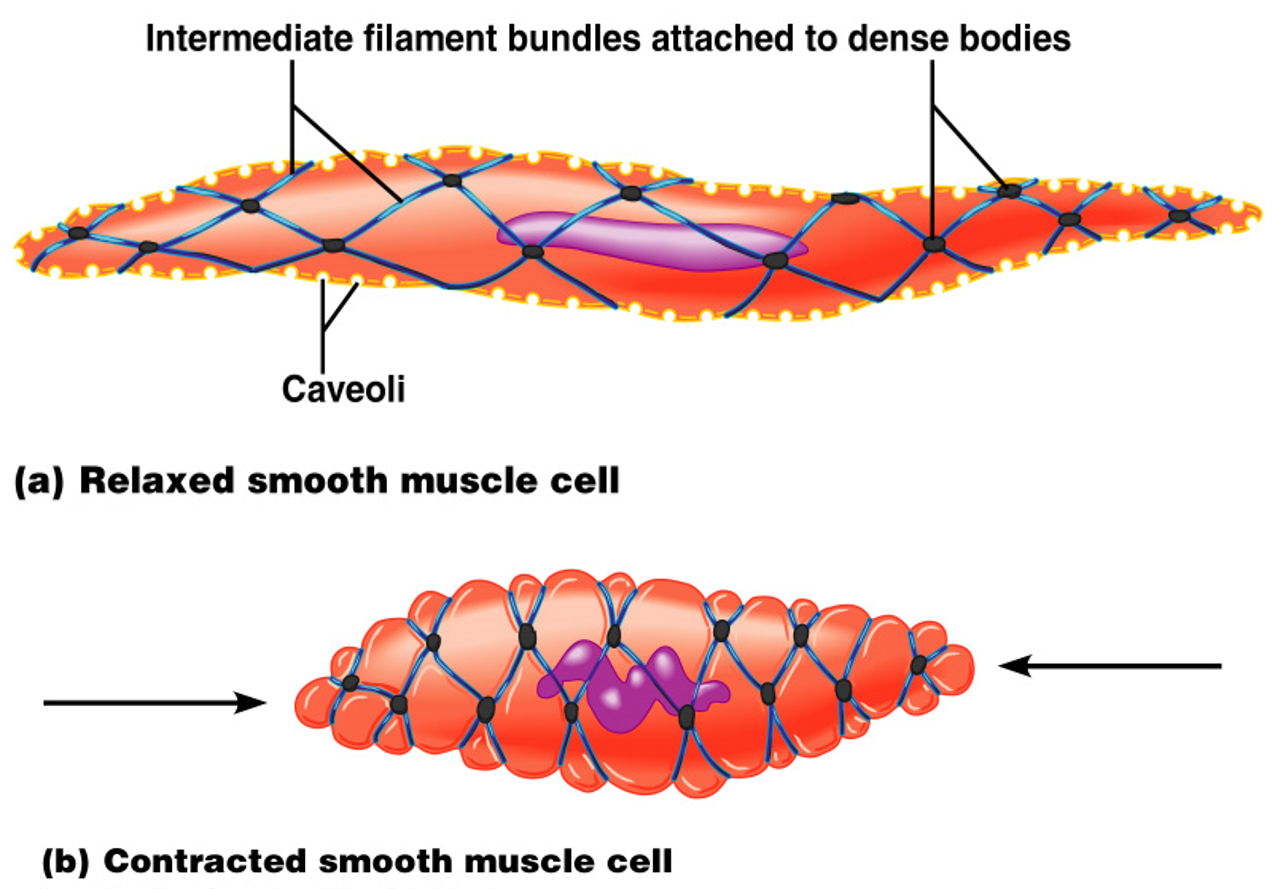 Intermediate filament bundles attached to dense bodies
Caveoli
(a) Relaxed smooth muscle cell
(b) Contracted smooth muscle cell